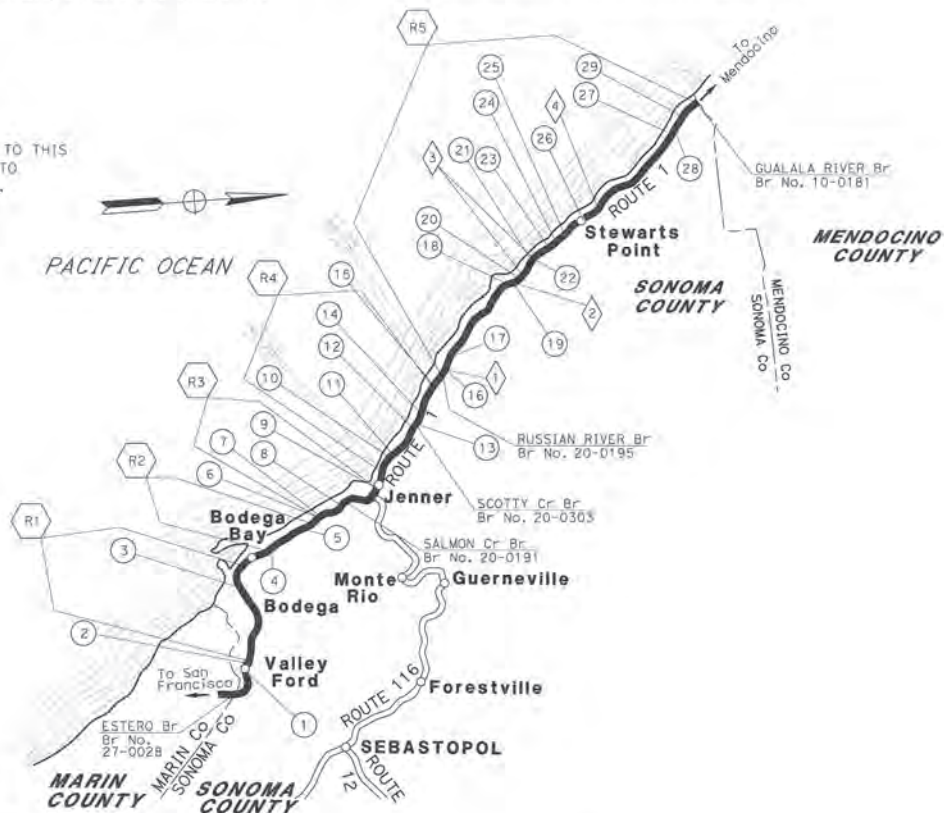 R5
To
Mendocino
25
29
24
4
27
TO THIS
TO
3
21
23
26
28
GUALALA RIVER Br
Br No. 10-0181
ROUTE 1
20
18
Stewarts
Point
MENDOCINO
COUNTY
PACIFIC OCEAN
R4
15
22
SONOMA
COUNTY
2
MENDOCINO Co
SONOMA Co
14
12
17
19
R3
10
11
1
16
9
7
8
13
RUSSIAN RIVER Br
Br No. 20-0195
ROUTE 1
R2
6
Jenner
SCOTTY Cr Br
Br No. 20-0303
R1
Bodega
Bay
5
SALMON Cr Br
Br No. 20-0191
3
4
Monte
Rio
Guerneville
Bodega
2
To San
Francisco
Valley
Ford
Forestville
1
ROUTE 116
ESTERO Br
Br No.
27-0028
SEBASTOPOL
MARIN Co
SONOMA Co
ROUTE
12
MARIN
COUNTY
SONOMA
COUNTY